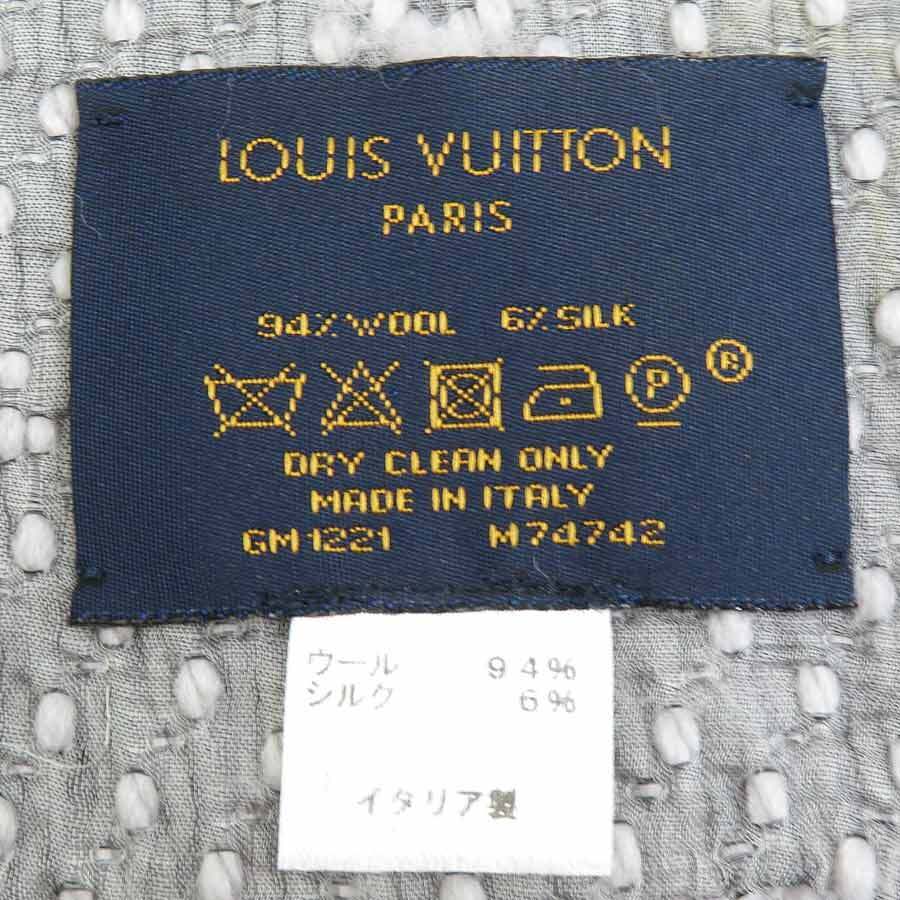 LOUIS VUITTON
PARIS
94% WOOL 6% SILK
P ®
DRY CLEAN ONLY
MADE IN ITALY
GM1221 M74742
ウール 94%
シルク 6%
イタリア製